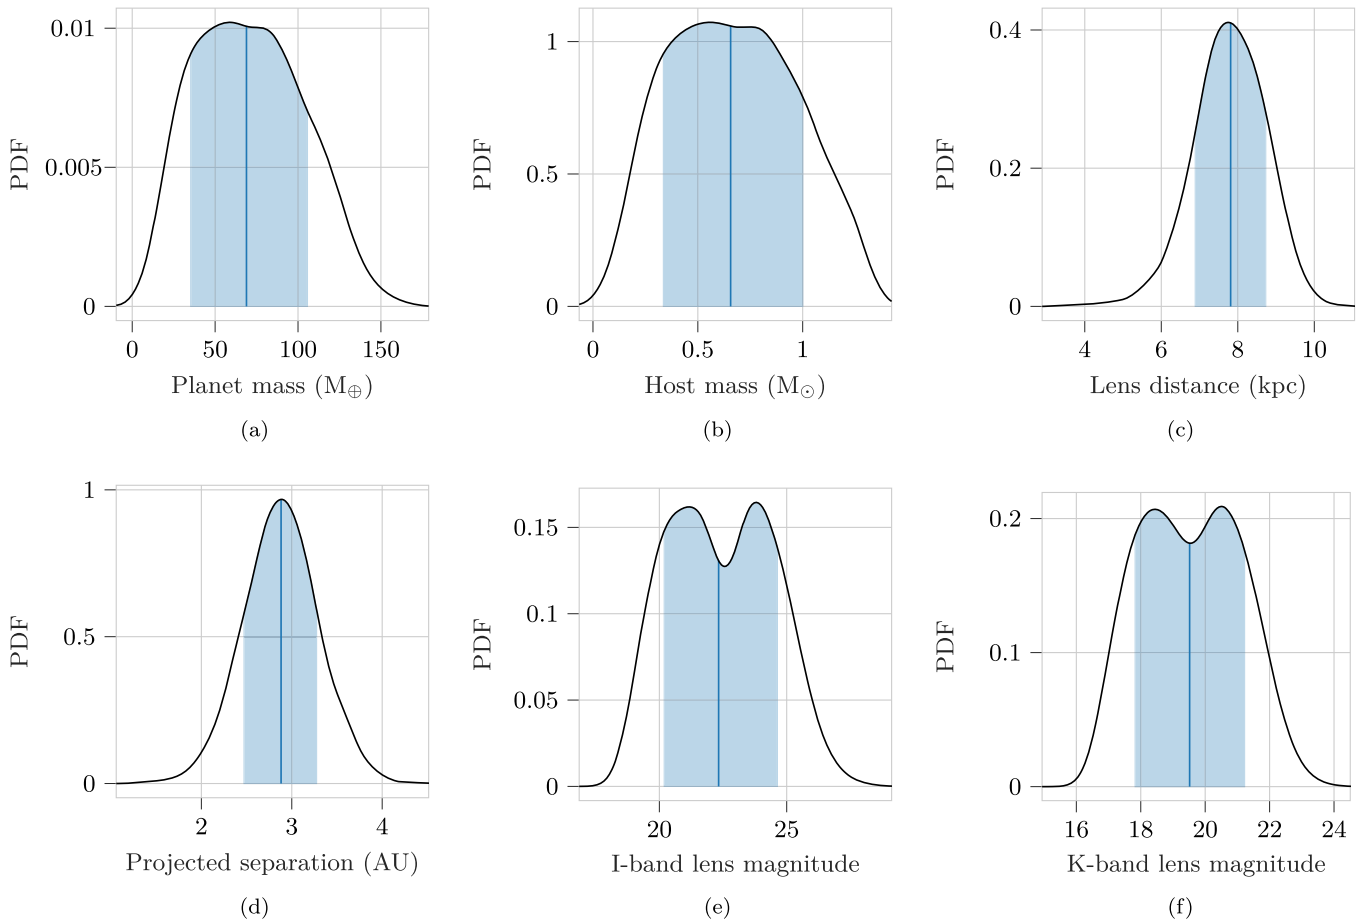 PDF
0.01
0.005
0
0 50 100 150
Planet mass (M⊕)
(a)
PDF
1
0.5
0
0 0.5 1
Host mass (M⊙)
(b)
PDF
0.4
0.2
0
4 6 8 10
Lens distance (kpc)
(c)
PDF
1
0.5
0
2 3 4
Projected separation (AU)
(d)
PDF
0.15
0.1
0.05
0
20 25
I-band lens magnitude
(e)
PDF
0.2
0.1
0
16 18 20 22 24
K-band lens magnitude
(f)